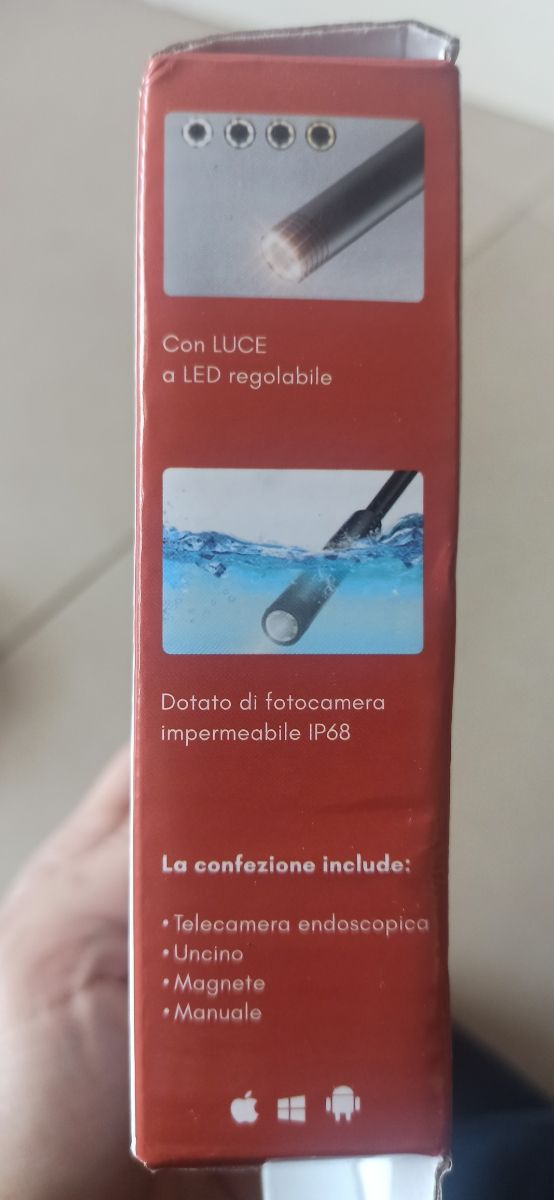 Con LUCE
a LED regolabile
Dotato di fotocamera
impermeabile IP68
La confezione include:
• Telecamera endoscopica
• Uncino
• Magnete
• Manuale